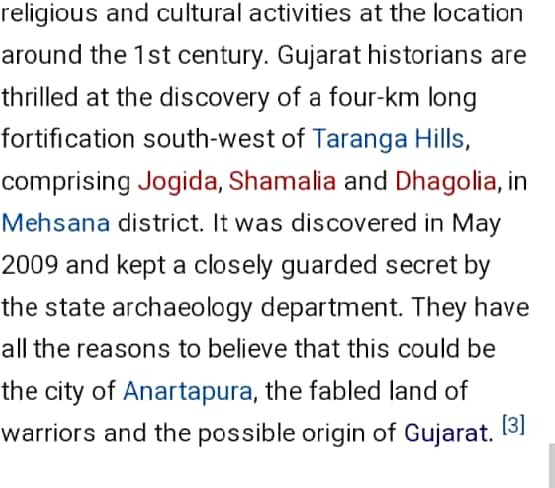 religious and cultural activities at the location
around the 1st century. Gujarat historians are
thrilled at the discovery of a four-km long
fortification south-west of Taranga Hills,
comprising Jogida, Shamalia and Dhagolia, in
Mehsana district. It was discovered in May
2009 and kept a closely guarded secret by
the state archaeology department. They have
all the reasons to believe that this could be
the city of Anartapura, the fabled land of
warriors and the possible origin of Gujarat. [3]